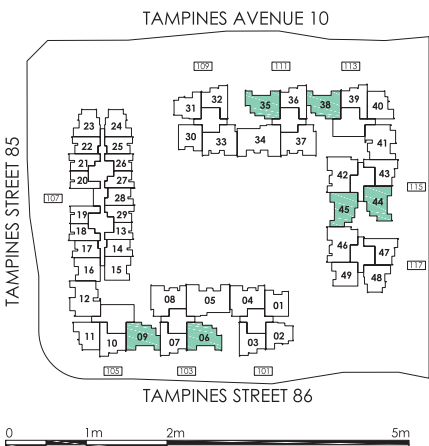 TAMPINES AVENUE 10
109 111 113
32 35 36 38 39 40
31
30 33 34 37 41
23 24
22 25
21 26
20 27
42 43 115
107 28
45 44
19 29
18 13
17 14
46 47 117
16 15
49 48
TAMPINES STREET 85
12 08 05 04 01
11 10 09 07 06 03 02
105 103 101
TAMPINES STREET 86
0 1m 2m 5m